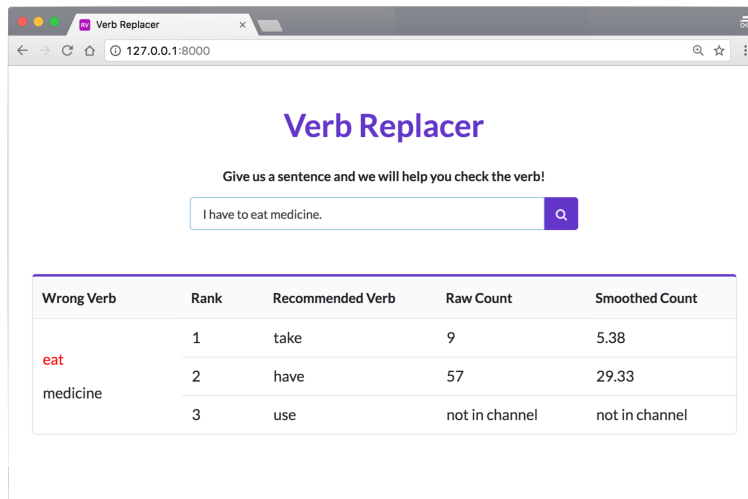 RV Verb Replacer ×
127.0.0.1:8000
Verb Replacer
Give us a sentence and we will help you check the verb!
I have to eat medicine.
Wrong Verb Rank Recommended Verb Raw Count Smoothed Count
1 take 9 5.38
eat
2 have 57 29.33
medicine
3 use not in channel not in channel